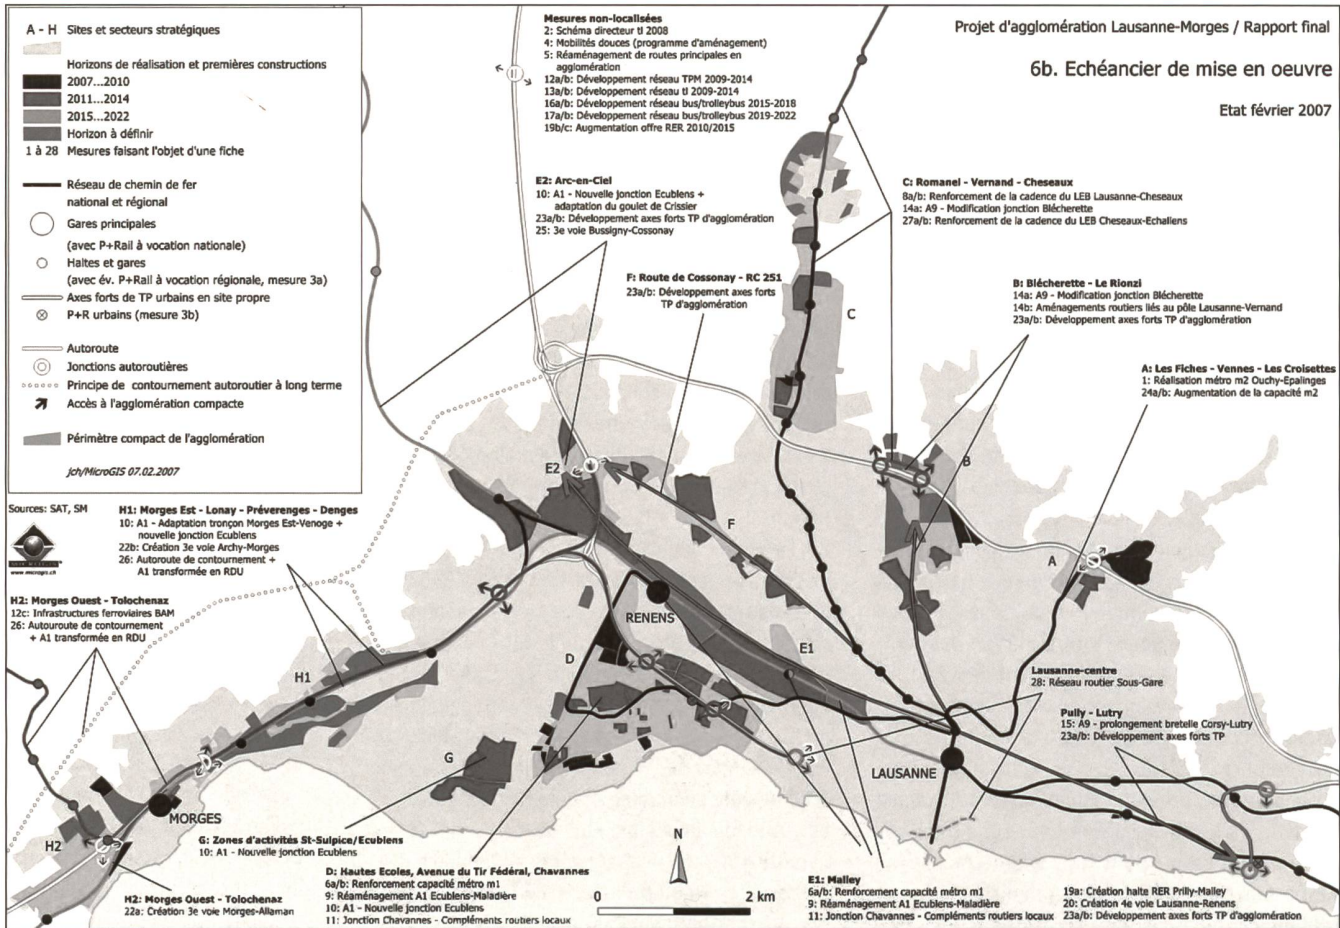 Projet d'agglomération Lausanne-Morges / Rapport final
6b. Echéancier de mise en oeuvre
Etat février 2007
A - H Sites et secteurs stratégiques
Horizons de réalisation et premières constructions
2007...2010
2011...2014
2015...2022
Horizon à définir
1 à 28 Mesures faisant l'objet d'une fiche
Réseau de chemin de fer
national et régional
Gares principales
(avec P+Rail à vocation nationale)
Haltes et gares
(avec év. P+Rail à vocation régionale, mesure 3a)
Axes forts de TP urbains en site propre
P+R urbains (mesure 3b)
Autoroute
Jonctions autoroutières
Principe de contournement autoroutier à long terme
Accès à l'agglomération compacte
Périmètre compact de l'agglomération
jch/MicroGIS 07.02.2007
Sources: SAT, SM
www.microgis.ch
Mesures non-localisées
2: Schéma directeur tl 2008
4: Mobilités douces (programme d'aménagement)
5: Réaménagement de routes principales en
agglomération
12a/b: Développement réseau TPM 2009-2014
13a/b: Développement réseau tl 2009-2014
16a/b: Développement réseau bus/trolleybus 2015-2018
17a/b: Développement réseau bus/trolleybus 2019-2022
19b/c: Augmentation offre RER 2010/2015
E2: Arc-en-Ciel
10: A1 - Nouvelle jonction Ecublens +
adaptation du goulet de Crissier
23a/b: Développement axes forts TP d'agglomération
25: 3e voie Bussigny-Cossonay
F: Route de Cossonay - RC 251
23a/b: Développement axes forts
TP d'agglomération
C: Romanel - Vernand - Cheseaux
8a/b: Renforcement de la cadence du LEB Lausanne-Cheseaux
14a: A9 - Modification jonction Blécherette
27a/b: Renforcement de la cadence du LEB Cheseaux-Echallens
B: Blécherette - Le Rionzi
14a: A9 - Modification jonction Blécherette
14b: Aménagements routiers liés au pôle Lausanne-Vernand
23a/b: Développement axes forts TP d'agglomération
A: Les Fiches - Vennes - Les Croisettes
1: Réalisation métro m2 Ouchy-Epalinges
24a/b: Augmentation de la capacité m2
H1: Morges Est - Lonay - Préverenges - Denges
10: A1 - Adaptation tronçon Morges Est-Venoge +
nouvelle jonction Ecublens
22b: Création 3e voie Archy-Morges
26: Autoroute de contournement +
A1 transformée en RDU
H2: Morges Ouest - Tolochenaz
12c: Infrastructures ferroviaires BAM
26: Autouroute de contournement
+ A1 transformée en RDU
C
E2
B
F
A
RENENS
D
E1
H1
G
LAUSANNE
MORGES
H2
Lausanne-centre
28: Réseau routier Sous-Gare
Pully - Lutry
15: A9 - prolongement bretelle Corsy-Lutry
23a/b: Développement axes forts TP
G: Zones d'activités St-Sulpice/Ecublens
10: A1 - Nouvelle jonction Ecublens
H2: Morges Ouest - Tolochenaz
22a: Création 3e voie Morges-Allaman
D: Hautes Ecoles, Avenue du Tir Fédéral, Chavannes
6a/b: Renforcement capacité métro m1
9: Réaménagement A1 Ecublens-Maladière
10: A1 - Nouvelle jonction Ecublens
11: Jonction Chavannes - Compléments routiers locaux
N
0 2 km
E1: Malley
6a/b: Renforcement capacité métro m1
9: Réaménagement A1 Ecublens-Maladière
11: Jonction Chavannes - Compléments routiers locaux
19a: Création halte RER Prilly-Malley
20: Création 4e voie Lausanne-Renens
23a/b: Développement axes forts TP d'agglomération